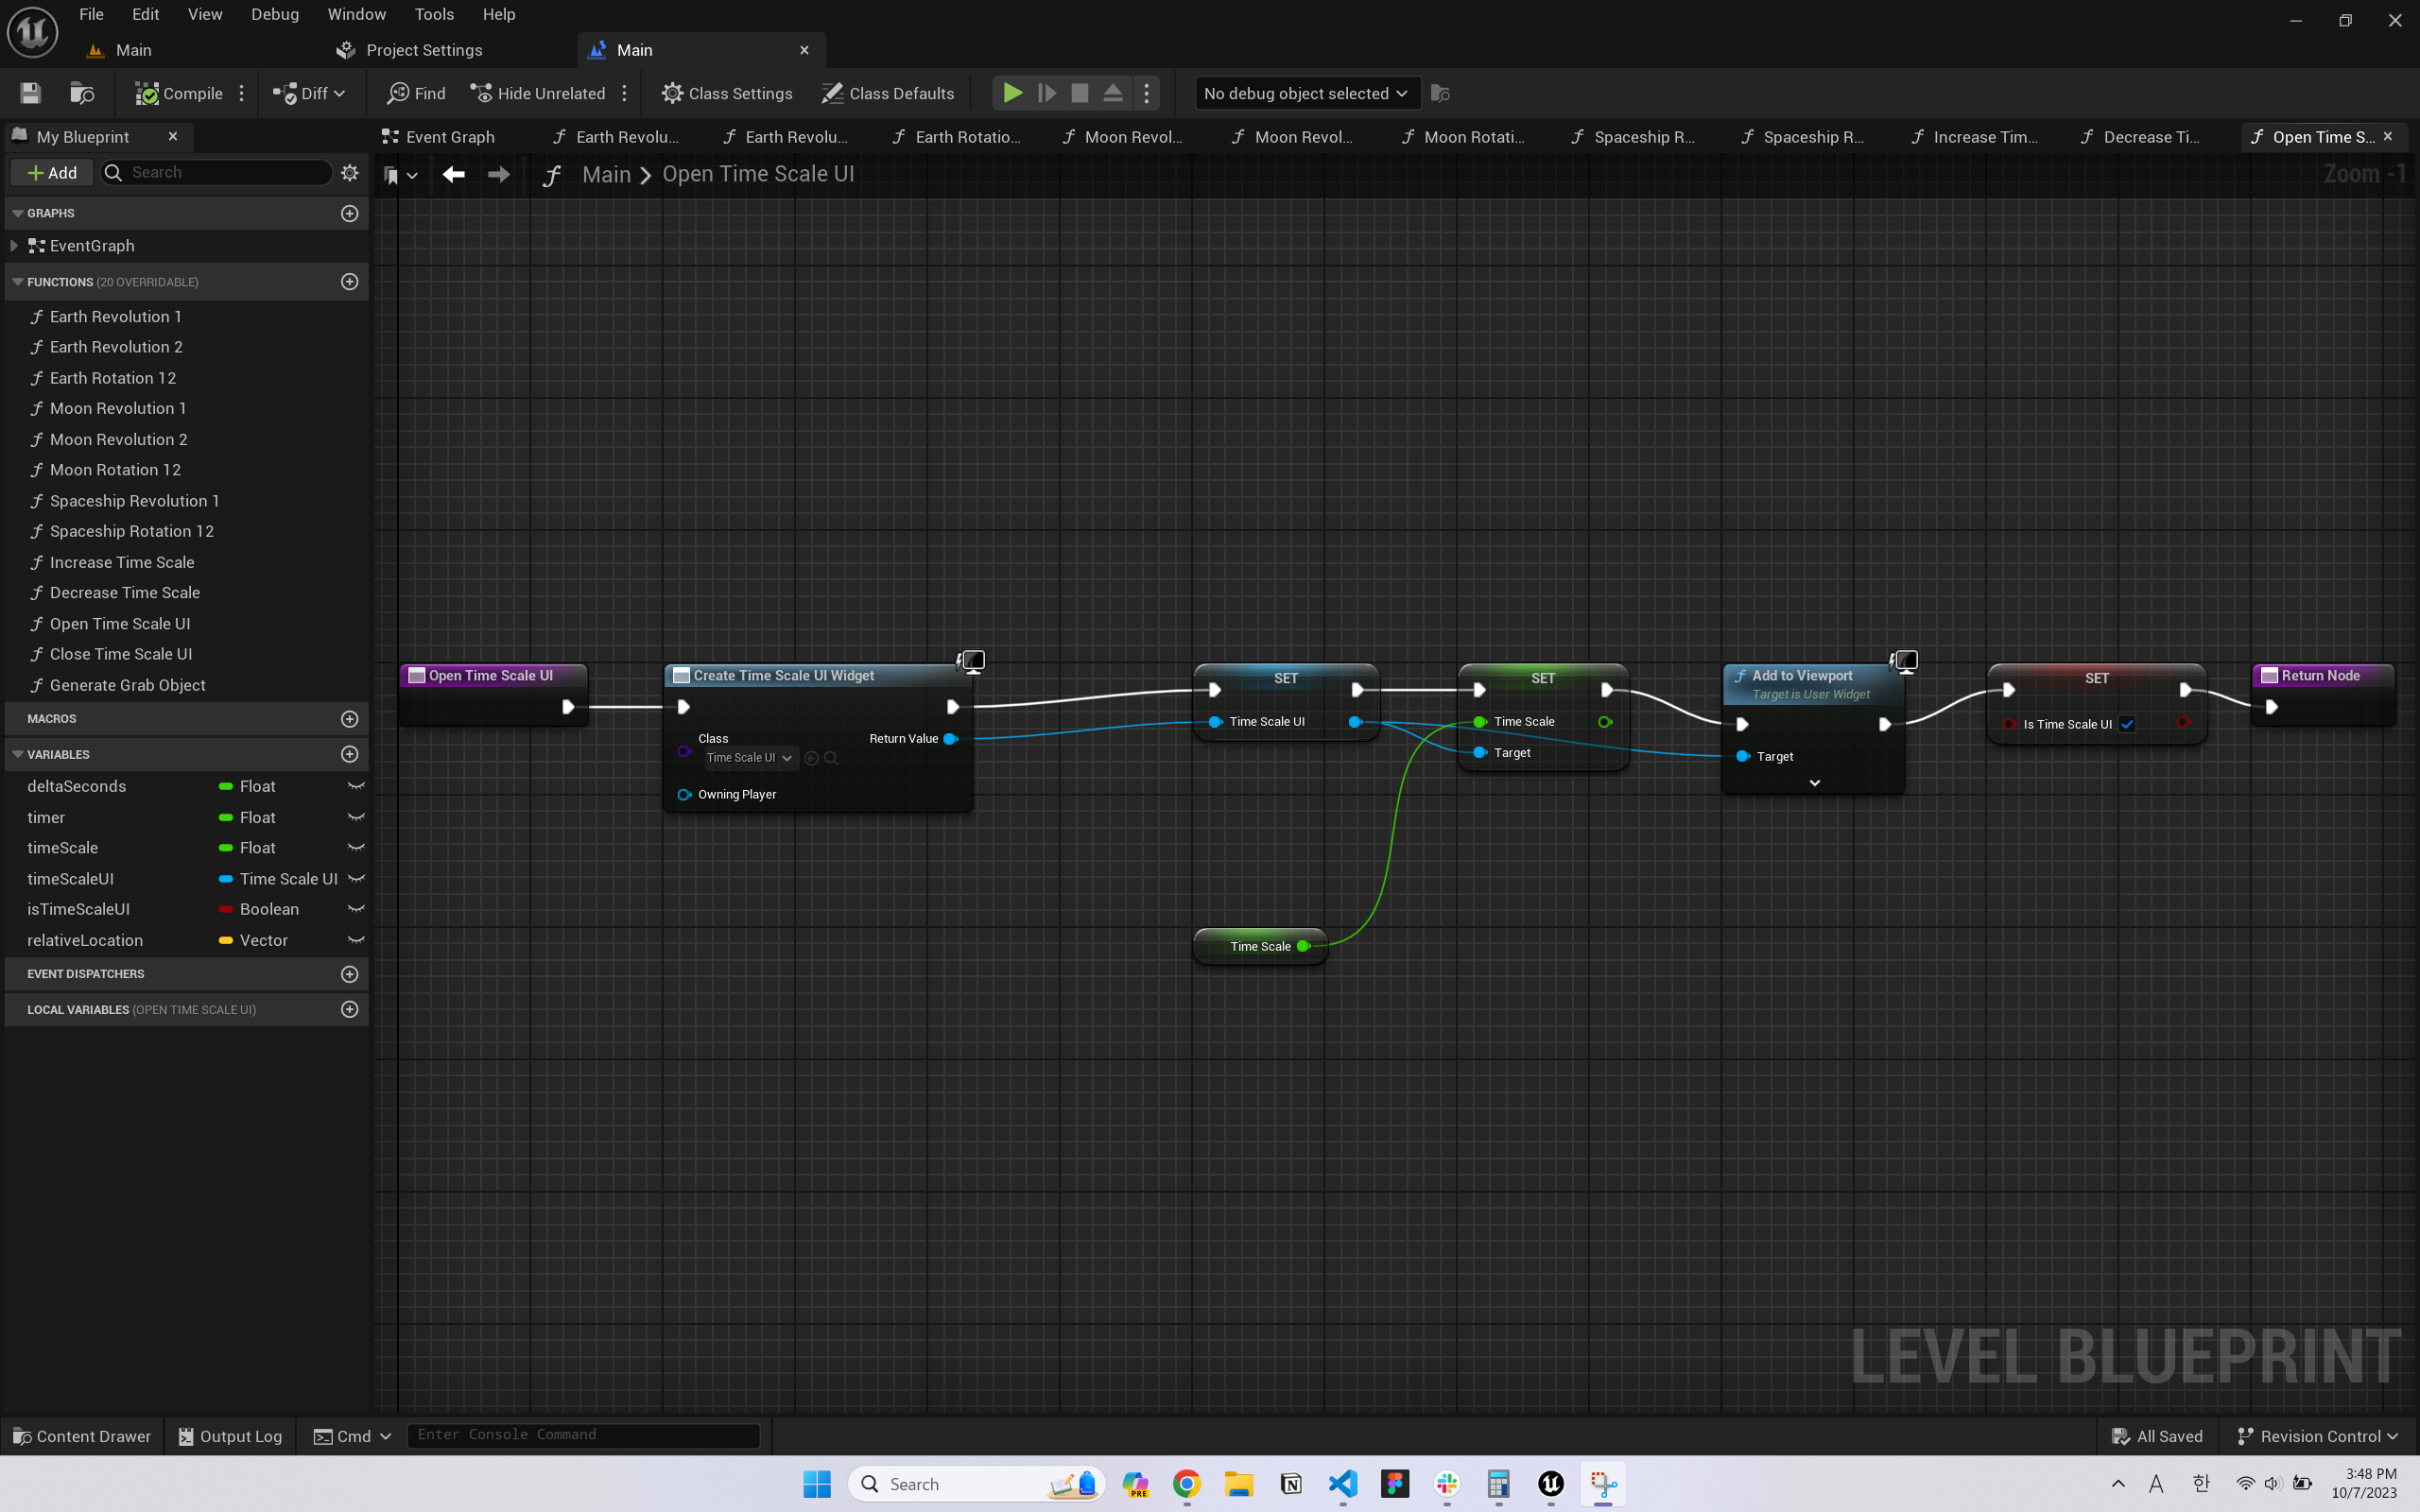 File Edit View Debug Window Tools Help
Main Project Settings Main
Compile Diff Find Hide Unrelated Class Settings Class Defaults No debug object selected
My Blueprint Event Graph Earth Revolu... Earth Revolu... Earth Rotatio... Moon Revol... Moon Revol... Moon Rotati... Spaceship R... Spaceship R... Increase Tim... Decrease Ti... Open Time S...
Add Search Main > Open Time Scale UI Zoom -1
GRAPHS
EventGraph
FUNCTIONS (20 OVERRIDABLE)
Earth Revolution 1
Earth Revolution 2
Earth Rotation 12
Moon Revolution 1
Moon Revolution 2
Moon Rotation 12
Spaceship Revolution 1
Spaceship Rotation 12
Increase Time Scale
Decrease Time Scale
Open Time Scale UI
Close Time Scale UI
Generate Grab Object
MACROS
VARIABLES
deltaSeconds Float
timer Float
timeScale Float
timeScaleUI Time Scale UI
isTimeScaleUI Boolean
relativeLocation Vector
EVENT DISPATCHERS
LOCAL VARIABLES (OPEN TIME SCALE UI)
Open Time Scale UI
Create Time Scale UI Widget
Class Return Value
Time Scale UI
Owning Player
SET
Time Scale UI
SET
Time Scale
Target
Time Scale
Add to Viewport
Target is User Widget
Target
SET
Is Time Scale UI
Return Node
LEVEL BLUEPRINT
Content Drawer Output Log Cmd Enter Console Command All Saved Revision Control
Search PRE A 한 3:48 PM
10/7/2023